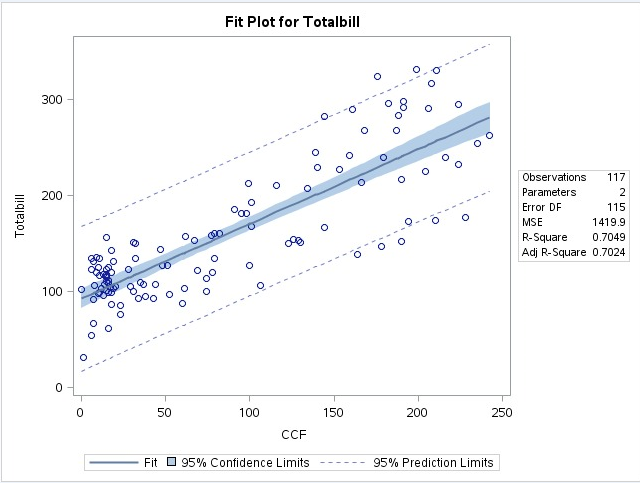 Fit Plot for Totalbill
300
200
100
0
Totalbill
0 50 100 150 200 250
CCF
Observations 117
Parameters 2
Error DF 115
MSE 1419.9
R-Square 0.7049
Adj R-Square 0.7024
Fit 95% Confidence Limits 95% Prediction Limits